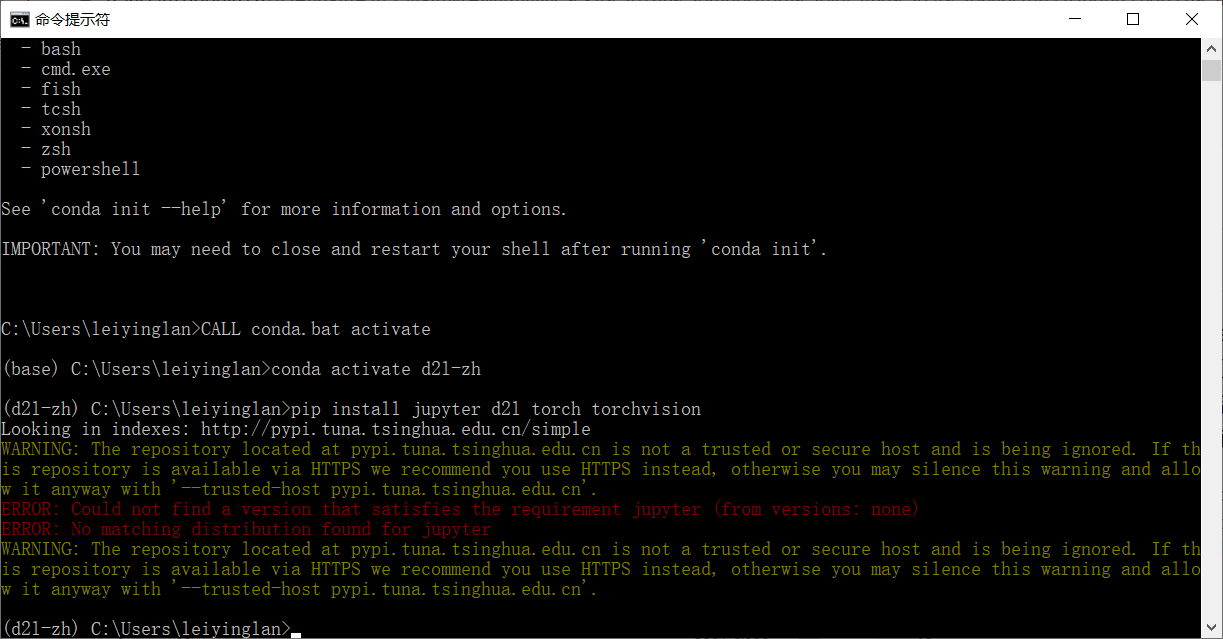 命令提示符
- bash
- cmd.exe
- fish
- tcsh
- xonsh
- zsh
- powershell
See 'conda init --help' for more information and options.
IMPORTANT: You may need to close and restart your shell after running 'conda init'.
C:\Users\leiyinglan>CALL conda.bat activate
(base) C:\Users\leiyinglan>conda activate d2l-zh
(d2l-zh) C:\Users\leiyinglan>pip install jupyter d2l torch torchvision
Looking in indexes: http://pypi.tuna.tsinghua.edu.cn/simple
WARNING: The repository located at pypi.tuna.tsinghua.edu.cn is not a trusted or secure host and is being ignored. If th
is repository is available via HTTPS we recommend you use HTTPS instead, otherwise you may silence this warning and allo
w it anyway with '--trusted-host pypi.tuna.tsinghua.edu.cn'.
ERROR: Could not find a version that satisfies the requirement jupyter (from versions: none)
ERROR: No matching distribution found for jupyter
WARNING: The repository located at pypi.tuna.tsinghua.edu.cn is not a trusted or secure host and is being ignored. If th
is repository is available via HTTPS we recommend you use HTTPS instead, otherwise you may silence this warning and allo
w it anyway with '--trusted-host pypi.tuna.tsinghua.edu.cn'.
(d2l-zh) C:\Users\leiyinglan>